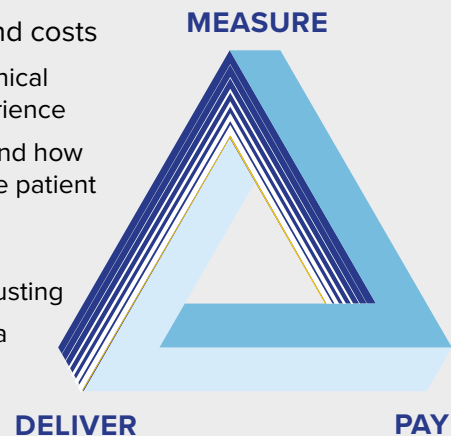 nd costs
nical
rience
nd how
e patient
usting
a
MEASURE
DELIVER
PAY